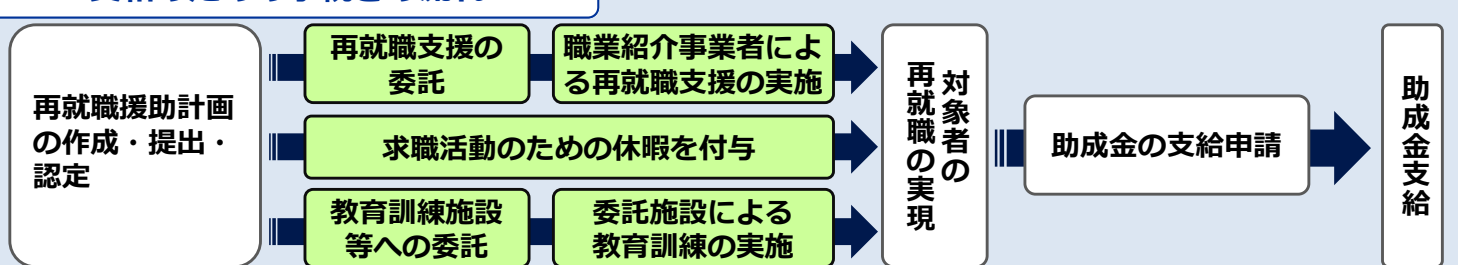 再就職援助計画
の作成・提出・
認定
再就職支援の
委託
職業紹介事業者によ
る再就職支援の実施
求職活動のための休暇を付与
教育訓練施設
等への委託
委託施設による
教育訓練の実施
対象者の
再就職の実現
助成金の支給申請
助成金支給